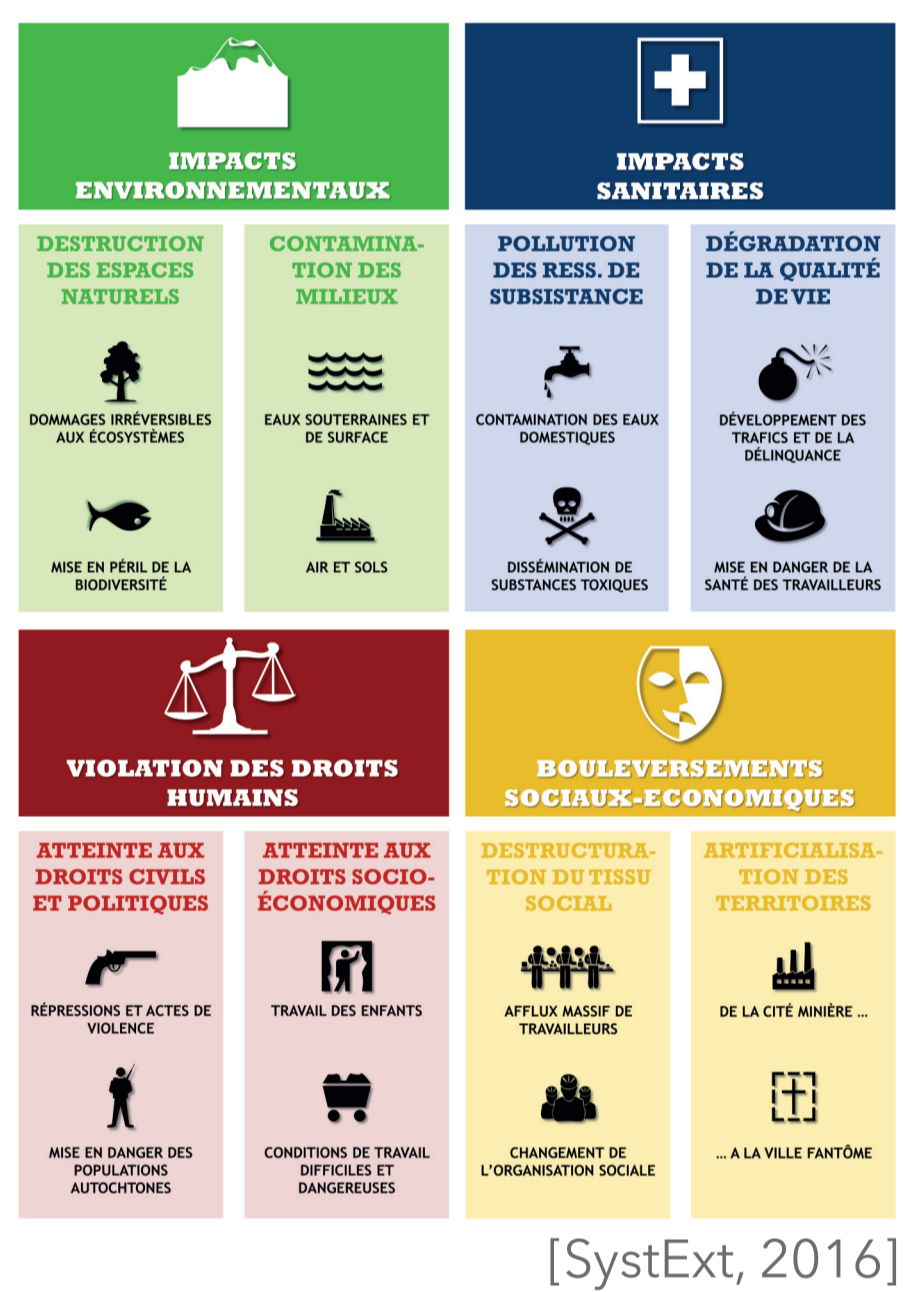 IMPACTS
ENVIRONNEMENTAUX
DESTRUCTION
DES ESPACES
NATURELS
DOMMAGES IRRÉVERSIBLES
AUX ÉCOSYSTÈMES
MISE EN PÉRIL DE LA
BIODIVERSITÉ
CONTAMINA-
TION DES
MILIEUX
EAUX SOUTERRAINES ET
DE SURFACE
AIR ET SOLS
IMPACTS
SANITAIRES
POLLUTION
DES RESS. DE
SUBSISTANCE
CONTAMINATION DES EAUX
DOMESTIQUES
DISSÉMINATION DE
SUBSTANCES TOXIQUES
DÉGRADATION
DE LA QUALITÉ
DE VIE
DÉVELOPPEMENT DES
TRAFICS ET DE LA
DÉLINQUANCE
MISE EN DANGER DE LA
SANTÉ DES TRAVAILLEURS
VIOLATION DES DROITS
HUMAINS
ATTEINTE AUX
DROITS CIVILS
ET POLITIQUES
RÉPRESSIONS ET ACTES DE
VIOLENCE
MISE EN DANGER DES
POPULATIONS
AUTOCHTONES
ATTEINTE AUX
DROITS SOCIO-
ÉCONOMIQUES
TRAVAIL DES ENFANTS
CONDITIONS DE TRAVAIL
DIFFICILES ET
DANGEREUSES
BOULEVERSEMENTS
SOCIAUX-ECONOMIQUES
DESTRUCTURA-
TION DU TISSU
SOCIAL
AFFLUX MASSIF DE
TRAVAILLEURS
CHANGEMENT DE
L'ORGANISATION SOCIALE
ARTIFICIALISA-
TION DES
TERRITOIRES
DE LA CITÉ MINIÈRE ...
... A LA VILLE FANTÔME
[SystExt, 2016]